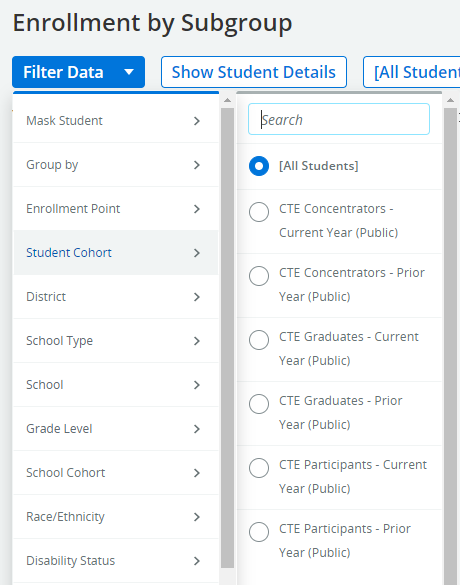 Enrollment by Subgroup
Filter Data
Show Student Details
[All Student
Mask Student
Group by
Enrollment Point
Student Cohort
District
School Type
School
Grade Level
School Cohort
Race/Ethnicity
Disability Status
Search
[All Students]
CTE Concentrators -
Current Year (Public)
CTE Concentrators - Prior
Year (Public)
CTE Graduates - Current
Year (Public)
CTE Graduates - Prior
Year (Public)
CTE Participants - Current
Year (Public)
CTE Participants - Prior
Year (Public)